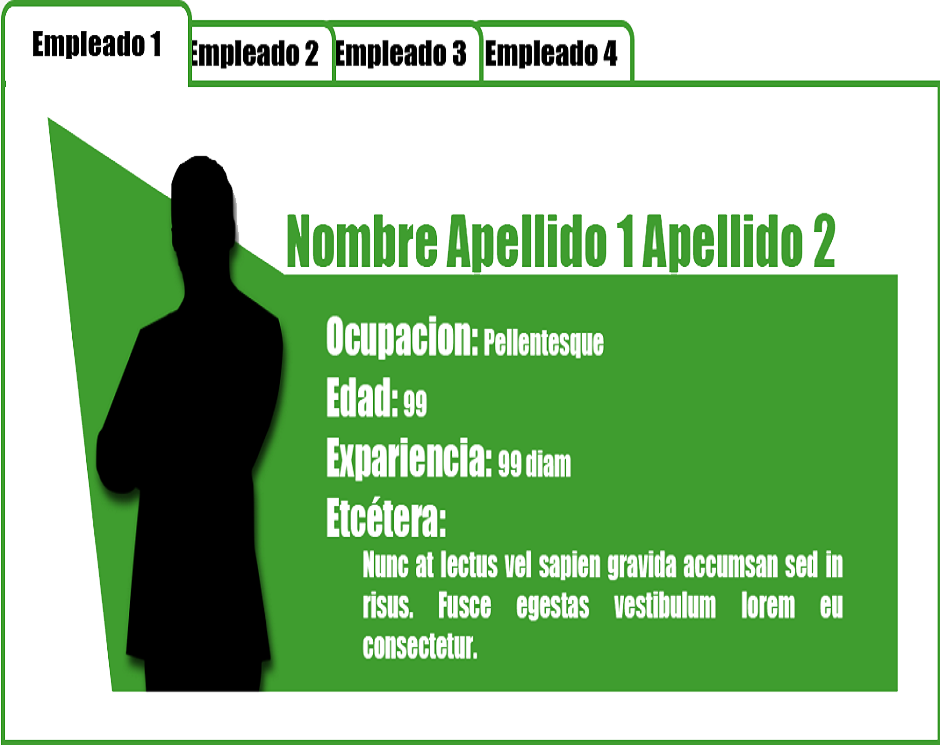 Empleado 1
Empleado 2
Empleado 3
Empleado 4
Nombre Apellido 1 Apellido 2
Ocupacion: Pellentesque
Edad: 99
Expariencia: 99 diam
Etcétera:
Nunc at lectus vel sapien gravida accumsan sed in
risus. Fusce egestas vestibulum lorem eu
consectetur.